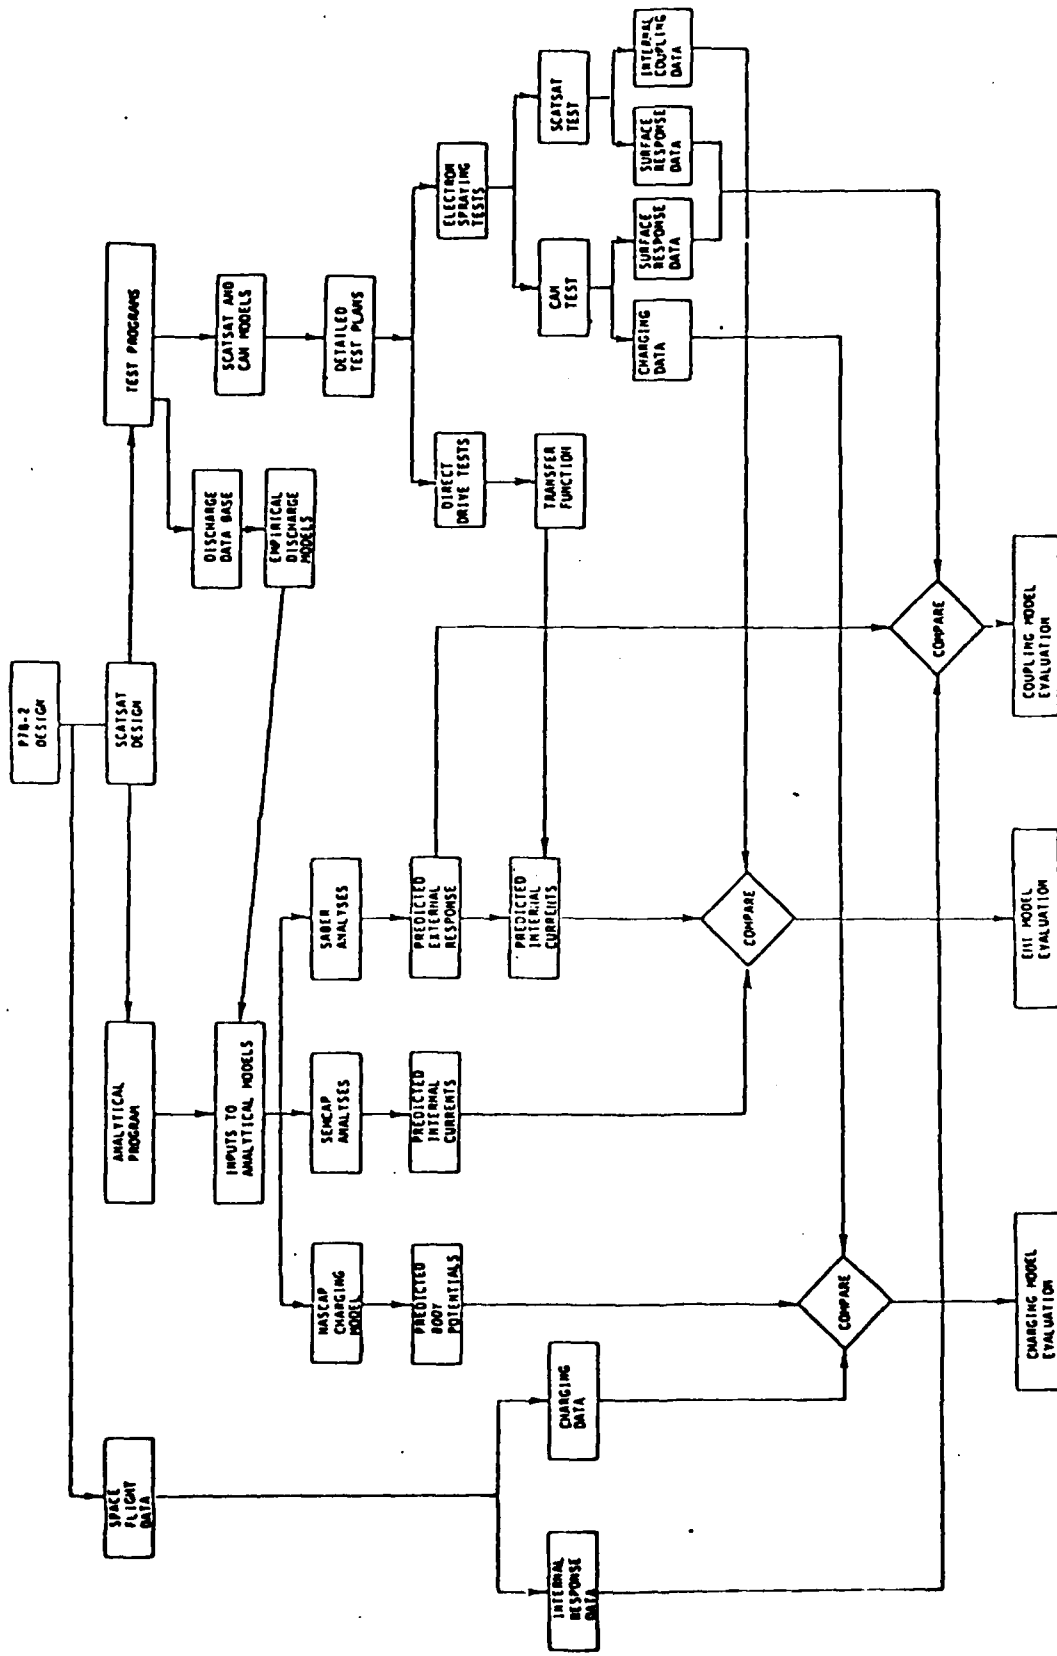 P78-2
DESIGN
SCATSAT
DESIGN
SPACE
FLIGHT
DATA
ANALYTICAL
PROGRAM
TEST PROGRAMS
INPUTS TO
ANALYTICAL MODELS
DISCHARGE
DATA BASE
SCATSAT AND
CAN MODELS
EMPIRICAL
DISCHARGE
MODELS
NASCAP
CHARGING
MODEL
SEMCAP
ANALYSES
SABER
ANALYSES
DETAILED
TEST PLANS
PREDICTED
BODY
POTENTIALS
PREDICTED
INTERNAL
CURRENTS
PREDICTED
EXTERNAL
RESPONSE
DIRECT
DRIVE TESTS
ELECTRON
SPRAYING
TESTS
INTERNAL
RESPONSE
DATA
CHARGING
DATA
PREDICTED
INTERNAL
CURRENTS
TRANSFER
FUNCTION
CAN
TEST
SCATSAT
TEST
CHARGING
DATA
SURFACE
RESPONSE
DATA
SURFACE
RESPONSE
DATA
INTERNAL
COUPLING
DATA
COMPARE
COMPARE
COMPARE
CHARGING MODEL
EVALUATION
EMI MODEL
EVALUATION
COUPLING MODEL
EVALUATION